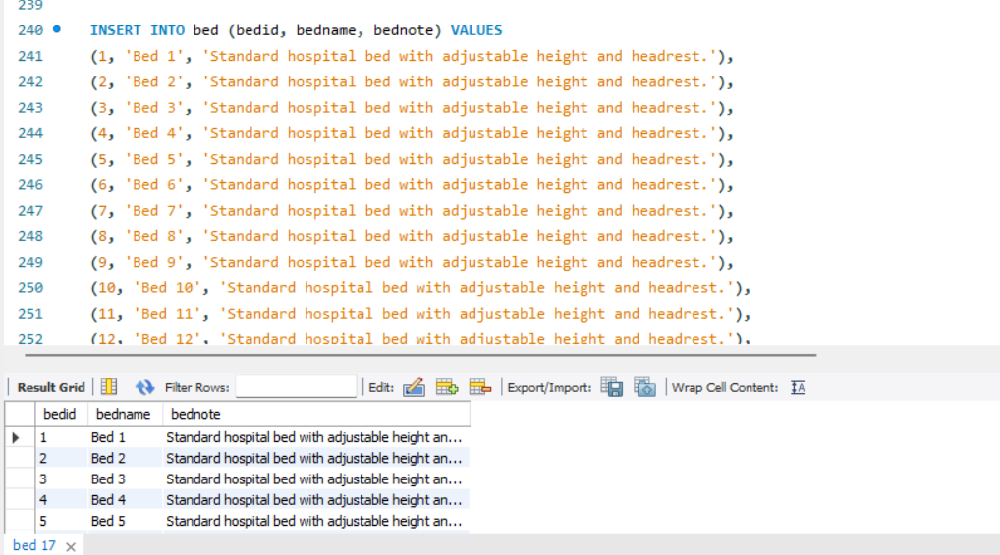 239
240 INSERT INTO bed (bedid, bedname, bednote) VALUES
241 (1, 'Bed 1', 'Standard hospital bed with adjustable height and headrest.'),
242 (2, 'Bed 2', 'Standard hospital bed with adjustable height and headrest.'),
243 (3, 'Bed 3', 'Standard hospital bed with adjustable height and headrest.'),
244 (4, 'Bed 4', 'Standard hospital bed with adjustable height and headrest.'),
245 (5, 'Bed 5', 'Standard hospital bed with adjustable height and headrest.'),
246 (6, 'Bed 6', 'Standard hospital bed with adjustable height and headrest.'),
247 (7, 'Bed 7', 'Standard hospital bed with adjustable height and headrest.'),
248 (8, 'Bed 8', 'Standard hospital bed with adjustable height and headrest.'),
249 (9, 'Bed 9', 'Standard hospital bed with adjustable height and headrest.'),
250 (10, 'Bed 10', 'Standard hospital bed with adjustable height and headrest.'),
251 (11, 'Bed 11', 'Standard hospital bed with adjustable height and headrest.'),
252 (12, 'Bed 12', 'Standard hospital bed with adjustable height and headrest.'),
Result Grid Filter Rows: Edit: Export/Import: Wrap Cell Content: IA
bedid bedname bednote
1 Bed 1 Standard hospital bed with adjustable height an...
2 Bed 2 Standard hospital bed with adjustable height an...
3 Bed 3 Standard hospital bed with adjustable height an...
4 Bed 4 Standard hospital bed with adjustable height an...
5 Bed 5 Standard hospital bed with adjustable height an...
bed 17